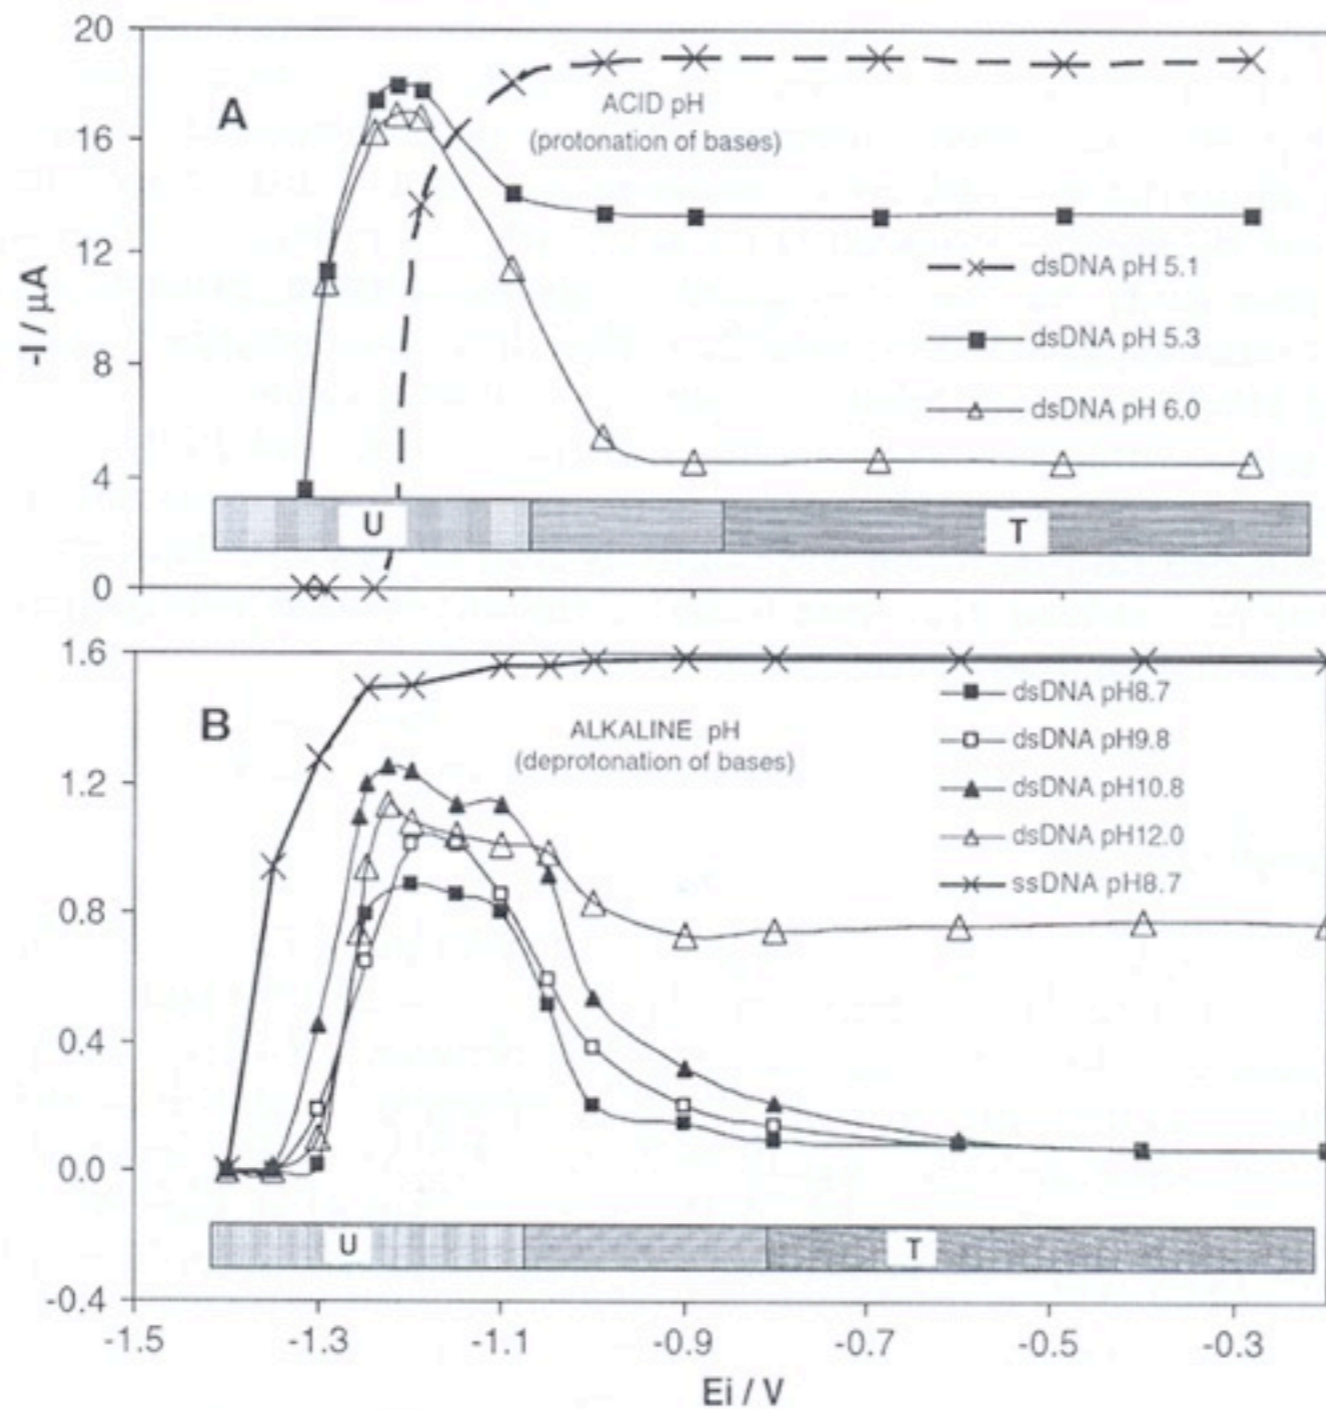 20
16
12
8
4
0
-I / µA
A
ACID pH
(protonation of bases)
dsDNA pH 5.1
dsDNA pH 5.3
dsDNA pH 6.0
U
T
1.6
1.2
0.8
0.4
0.0
-0.4
B
ALKALINE pH
(deprotonation of bases)
dsDNA pH8.7
dsDNA pH9.8
dsDNA pH10.8
dsDNA pH12.0
ssDNA pH8.7
U
T
-1.5 -1.3 -1.1 -0.9 -0.7 -0.5 -0.3
Ei / V